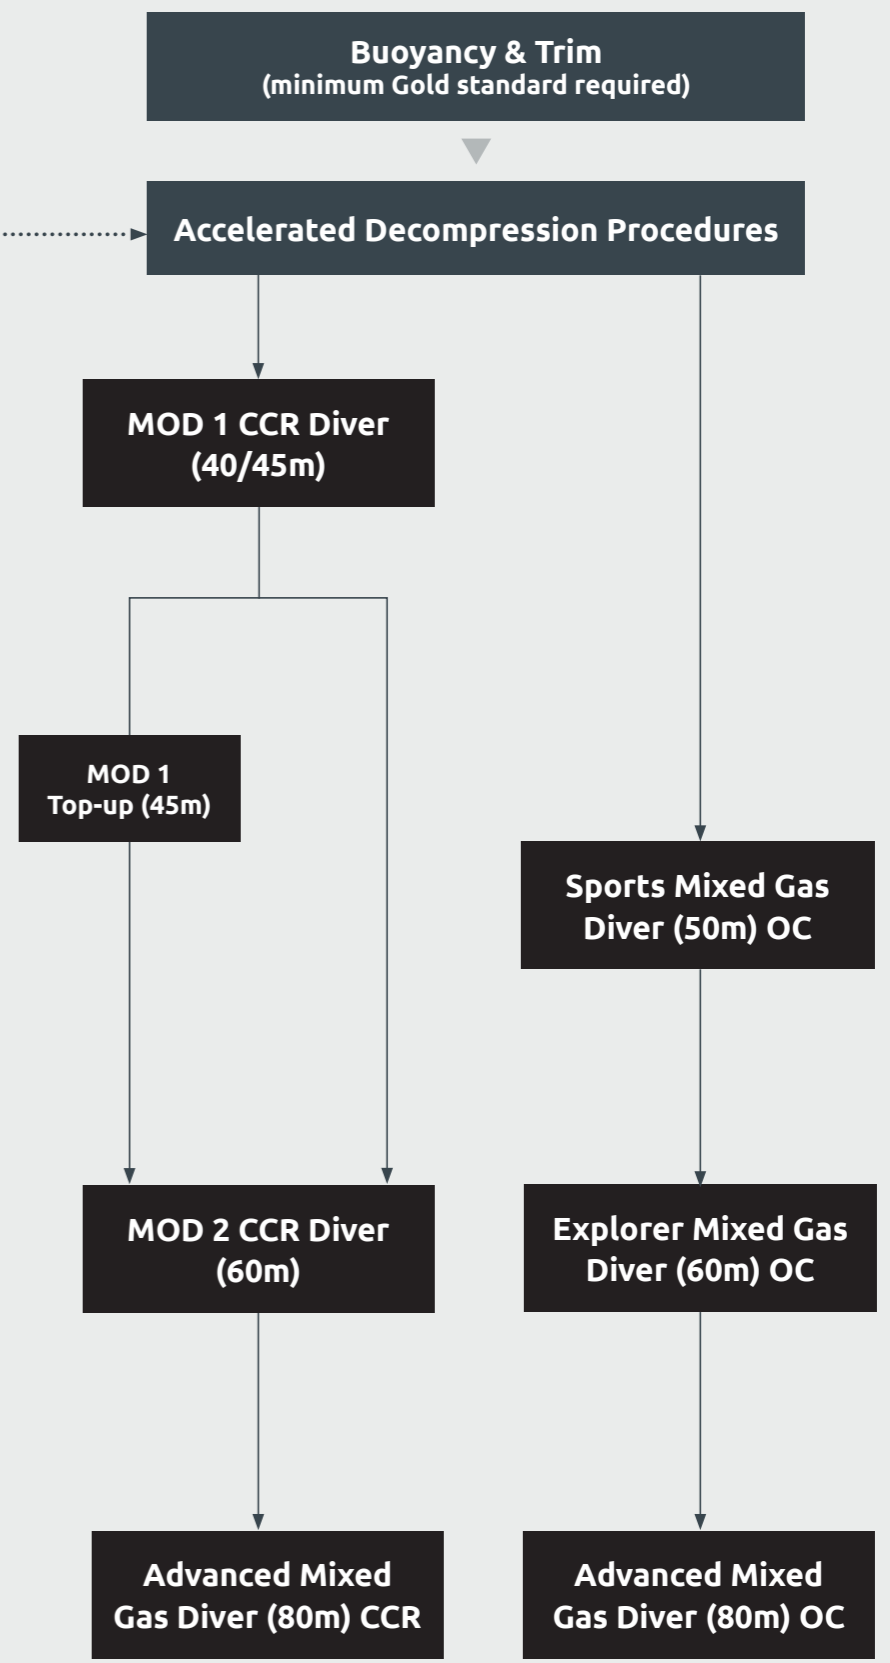 Buoyancy & Trim
(minimum Gold standard required)
Accelerated Decompression Procedures
MOD 1 CCR Diver
(40/45m)
MOD 1
Top-up (45m)
Sports Mixed Gas
Diver (50m) OC
MOD 2 CCR Diver
(60m)
Explorer Mixed Gas
Diver (60m) OC
Advanced Mixed
Gas Diver (80m) CCR
Advanced Mixed
Gas Diver (80m) OC